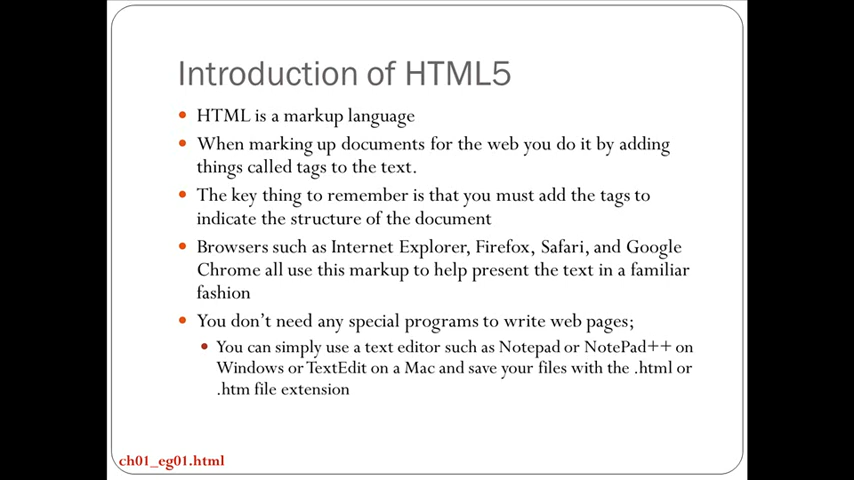 Introduction of HTML5
• HTML is a markup language
• When marking up documents for the web you do it by adding
things called tags to the text.
• The key thing to remember is that you must add the tags to
indicate the structure of the document
• Browsers such as Internet Explorer, Firefox, Safari, and Google
Chrome all use this markup to help present the text in a familiar
fashion
• You don't need any special programs to write web pages;
• You can simply use a text editor such as Notepad or NotePad++ on
Windows or TextEdit on a Mac and save your files with the .html or
.htm file extension
ch01_eg01.html